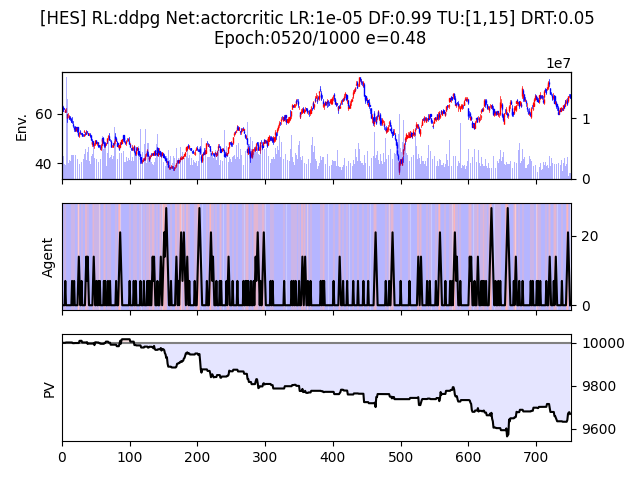 [HES] RL:ddpg Net:actorcritic LR:1e-05 DF:0.99 TU:[1,15] DRT:0.05
Epoch:0520/1000 e=0.48
1e7
Env.
60
40
1
0
Agent
20
0
PV
10000
9800
9600
0 100 200 300 400 500 600 700